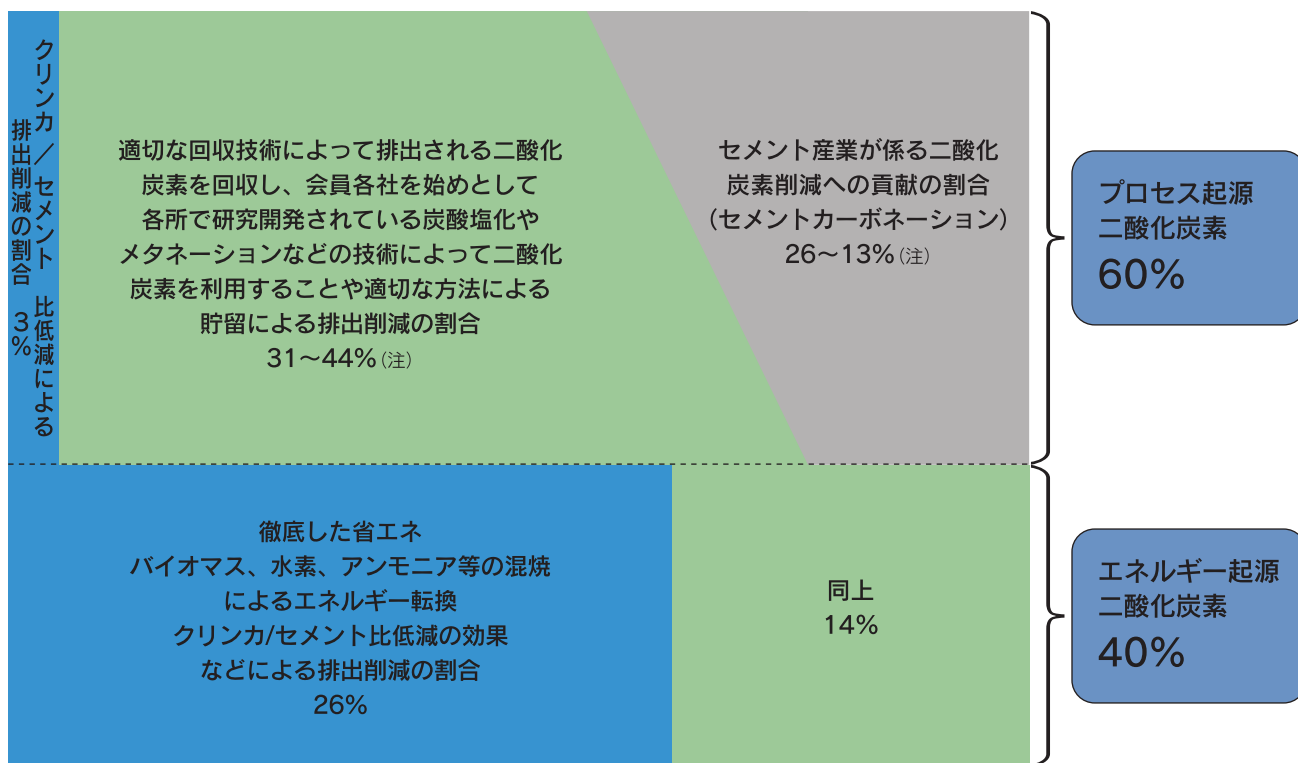 クリンカ／セメント比低減による
排出削減の割合 3%
適切な回収技術によって排出される二酸化
炭素を回収し、会員各社を始めとして
各所で研究開発されている炭酸塩化や
メタネーションなどの技術によって二酸化
炭素を利用することや適切な方法による
貯留による排出削減の割合
31～44%（注）
セメント産業が係る二酸化
炭素削減への貢献の割合
（セメントカーボネーション）
26～13%（注）
プロセス起源
二酸化炭素
60%
徹底した省エネ
バイオマス、水素、アンモニア等の混焼
によるエネルギー転換
クリンカ/セメント比低減の効果
などによる排出削減の割合
26%
同上
14%
エネルギー起源
二酸化炭素
40%